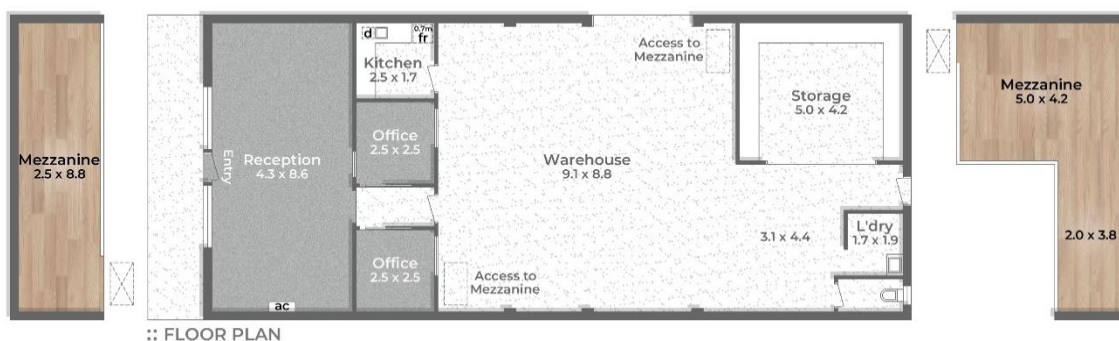 Mezzanine
2.5 x 8.8
Entry
Reception
4.3 x 8.6
ac
d
0.7m
fr
Kitchen
2.5 x 1.7
Office
2.5 x 2.5
Office
2.5 x 2.5
Warehouse
9.1 x 8.8
Access to
Mezzanine
Access to
Mezzanine
Storage
5.0 x 4.2
3.1 x 4.4
L'dry
1.7 x 1.9
Mezzanine
5.0 x 4.2
2.0 x 3.8
:: FLOOR PLAN